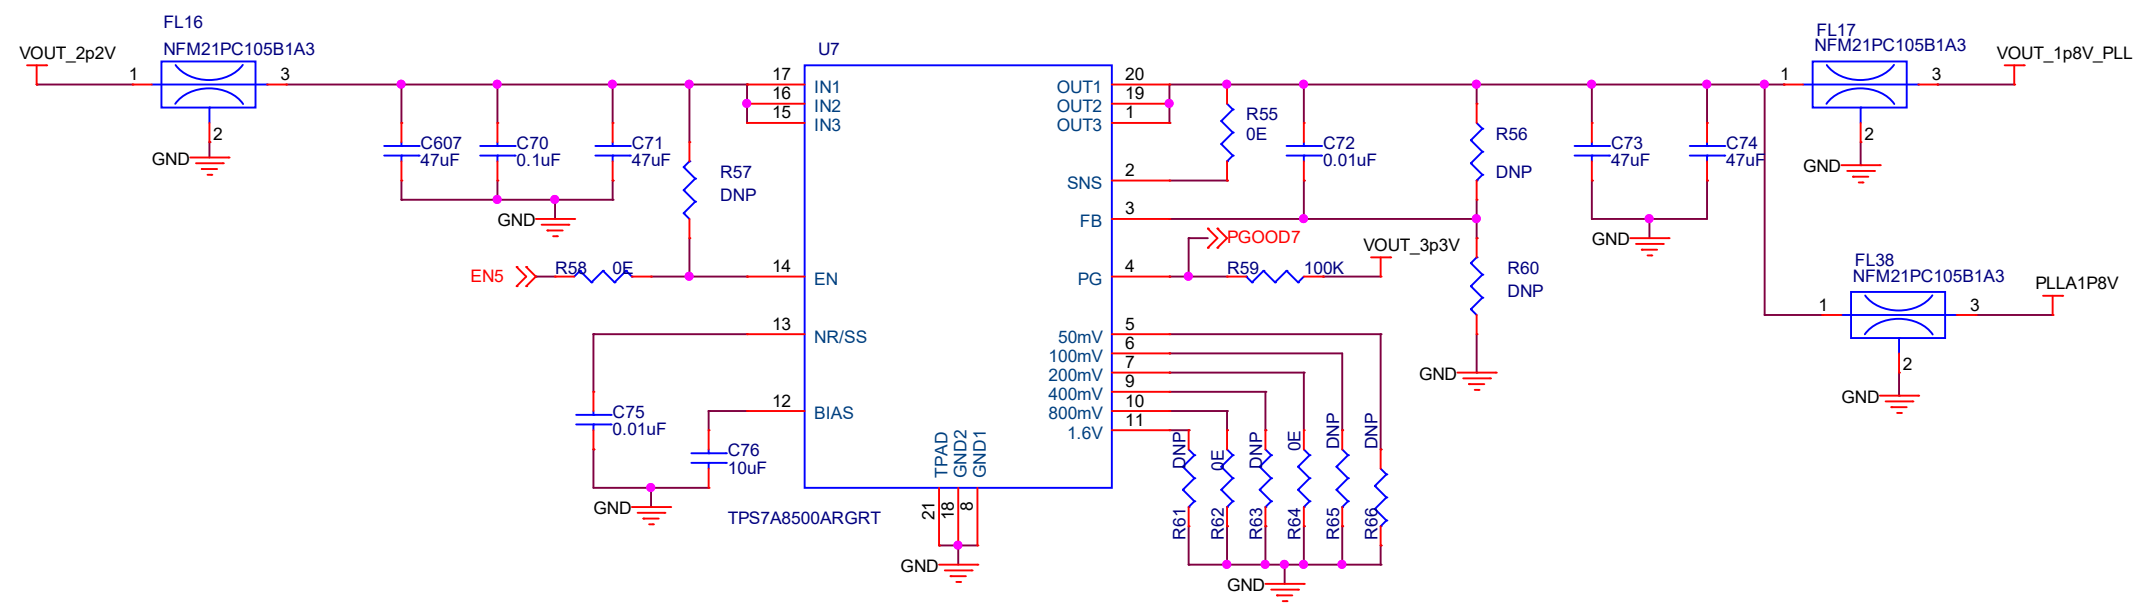 FL16
NFM21PC105B1A3
VOUT_2p2V
1
3
2
GND
C607
47uF
C70
0.1uF
C71
47uF
GND
R57
DNP
EN5
R58
0E
C75
0.01uF
C76
10uF
GND
U7
17
IN1
16
IN2
15
IN3
14
EN
13
NR/SS
12
BIAS
TPAD
GND2
GND1
21
18
8
TPS7A8500ARGRT
GND
OUT1
20
OUT2
19
OUT3
1
SNS
2
FB
3
PG
4
50mV
5
100mV
6
200mV
7
400mV
9
800mV
10
1.6V
11
R55
0E
C72
0.01uF
R56
DNP
PGOOD7
R59
100K
VOUT_3p3V
R60
DNP
GND
DNP
0E
DNP
0E
DNP
DNP
R61
R62
R63
R64
R65
R66
GND
C73
47uF
C74
47uF
GND
FL17
NFM21PC105B1A3
1
3
2
VOUT_1p8V_PLL
GND
FL38
NFM21PC105B1A3
1
3
2
PLLA1P8V
GND